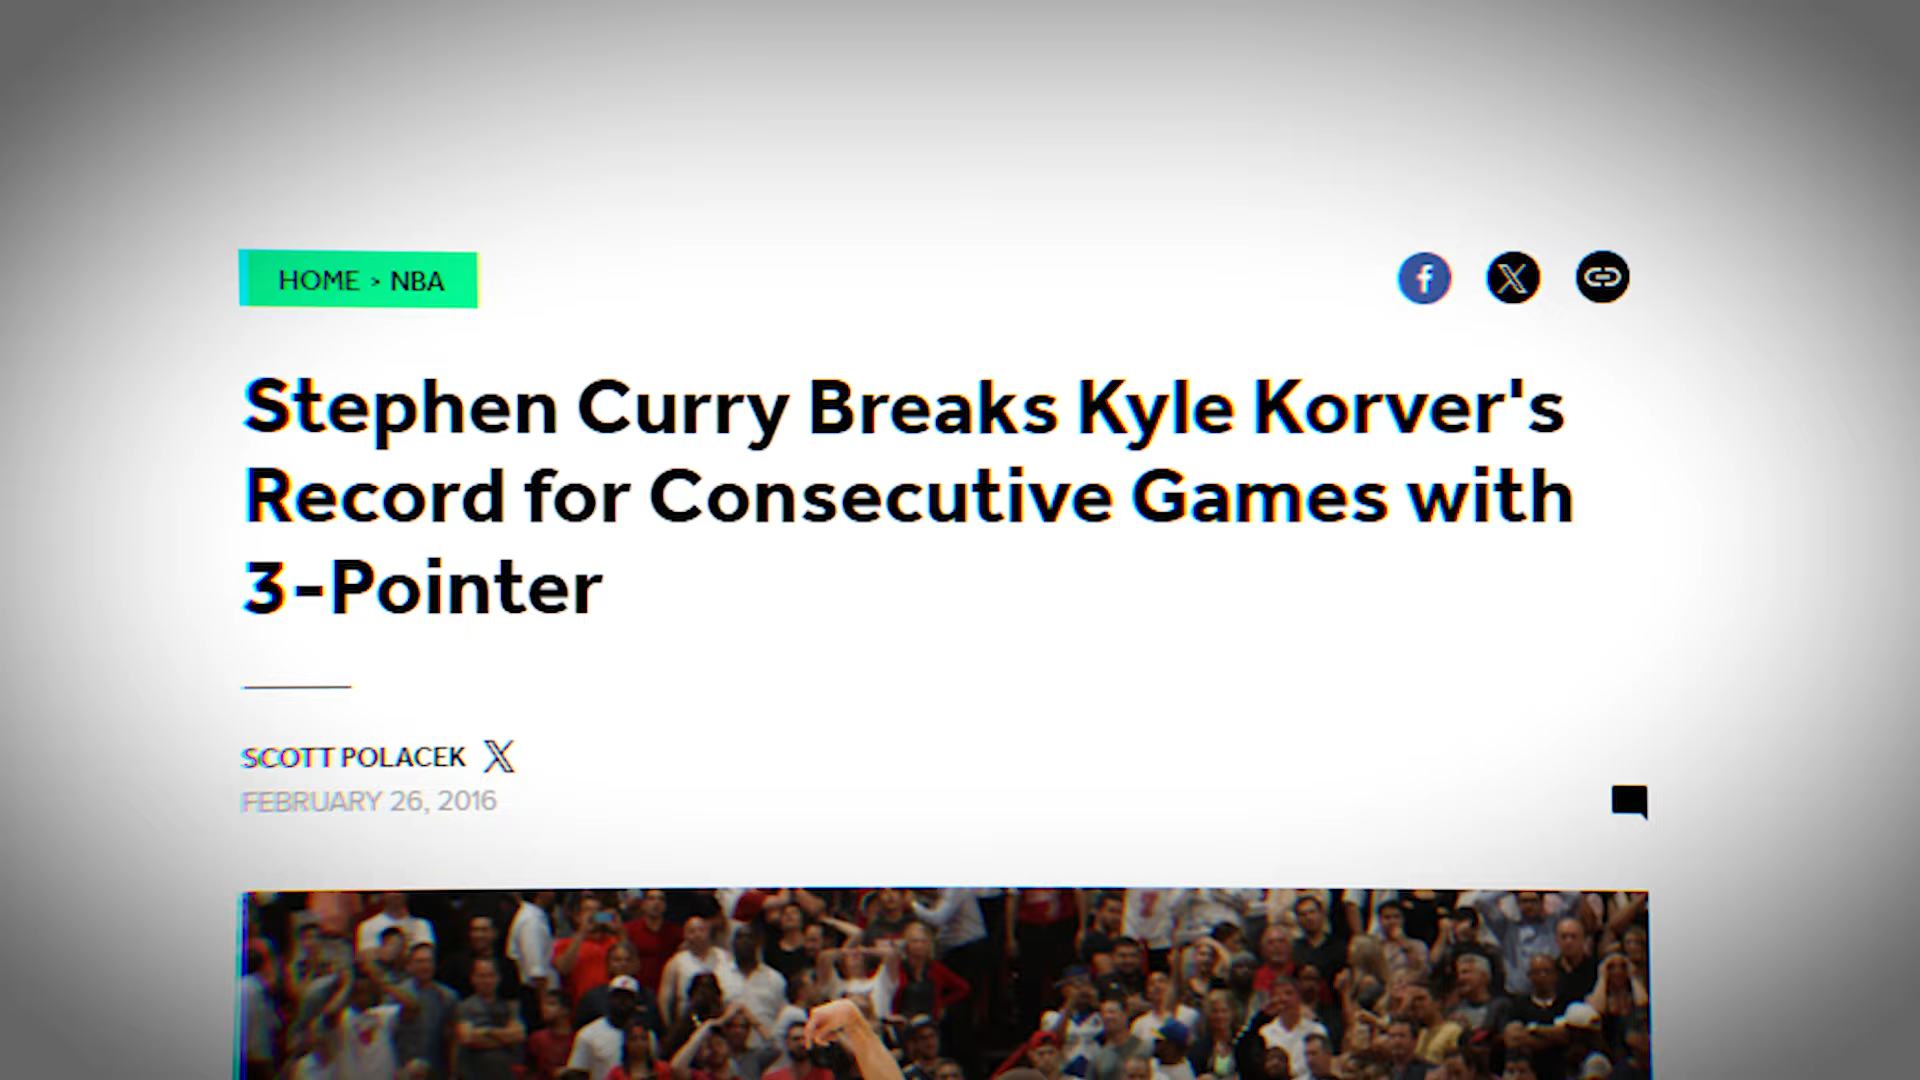 HOME > NBA
Stephen Curry Breaks Kyle Korver's
Record for Consecutive Games with
3-Pointer
SCOTT POLACEK
FEBRUARY 26, 2016